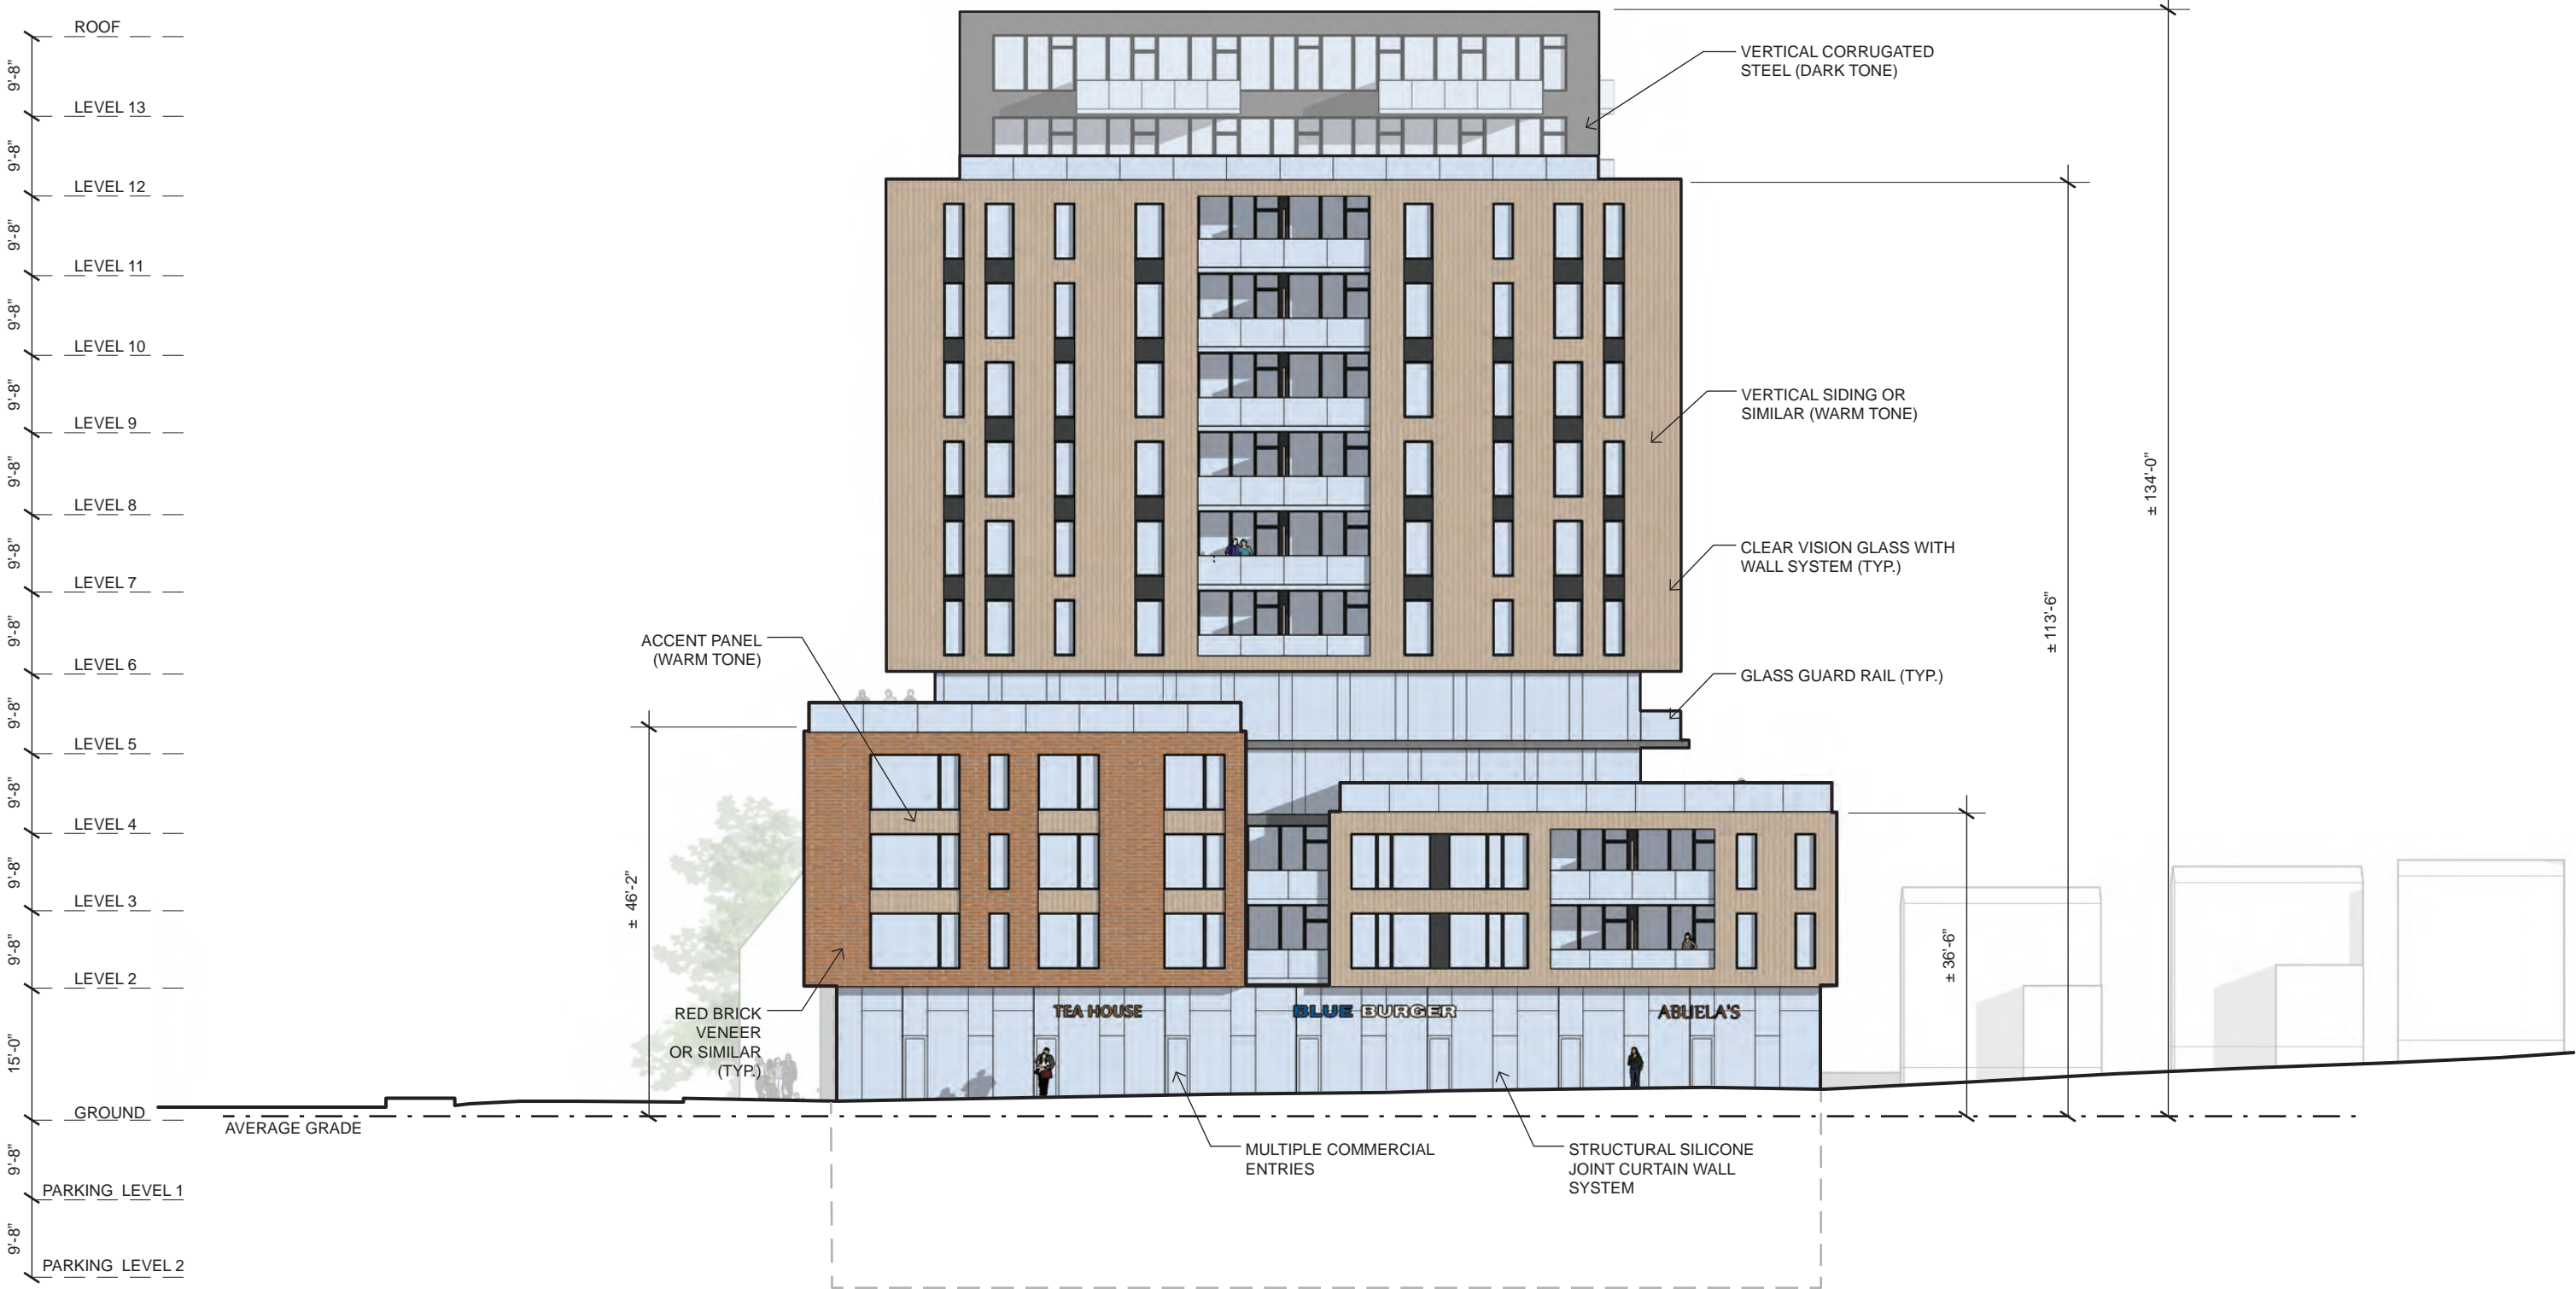 ROOF
9'-8"
LEVEL 13
9'-8"
LEVEL 12
9'-8"
LEVEL 11
9'-8"
LEVEL 10
9'-8"
LEVEL 9
9'-8"
LEVEL 8
9'-8"
LEVEL 7
9'-8"
LEVEL 6
9'-8"
LEVEL 5
9'-8"
LEVEL 4
9'-8"
LEVEL 3
9'-8"
LEVEL 2
15'-0"
GROUND
AVERAGE GRADE
9'-8"
PARKING LEVEL 1
9'-8"
PARKING LEVEL 2
ACCENT PANEL
(WARM TONE)
± 46'-2"
RED BRICK
VENEER
OR SIMILAR
(TYP.)
TEA HOUSE
BLUE BURGER
ABUELA'S
MULTIPLE COMMERCIAL
ENTRIES
STRUCTURAL SILICONE
JOINT CURTAIN WALL
SYSTEM
VERTICAL CORRUGATED
STEEL (DARK TONE)
VERTICAL SIDING OR
SIMILAR (WARM TONE)
CLEAR VISION GLASS WITH
WALL SYSTEM (TYP.)
GLASS GUARD RAIL (TYP.)
± 36'-6"
± 113'-6"
± 134'-0"